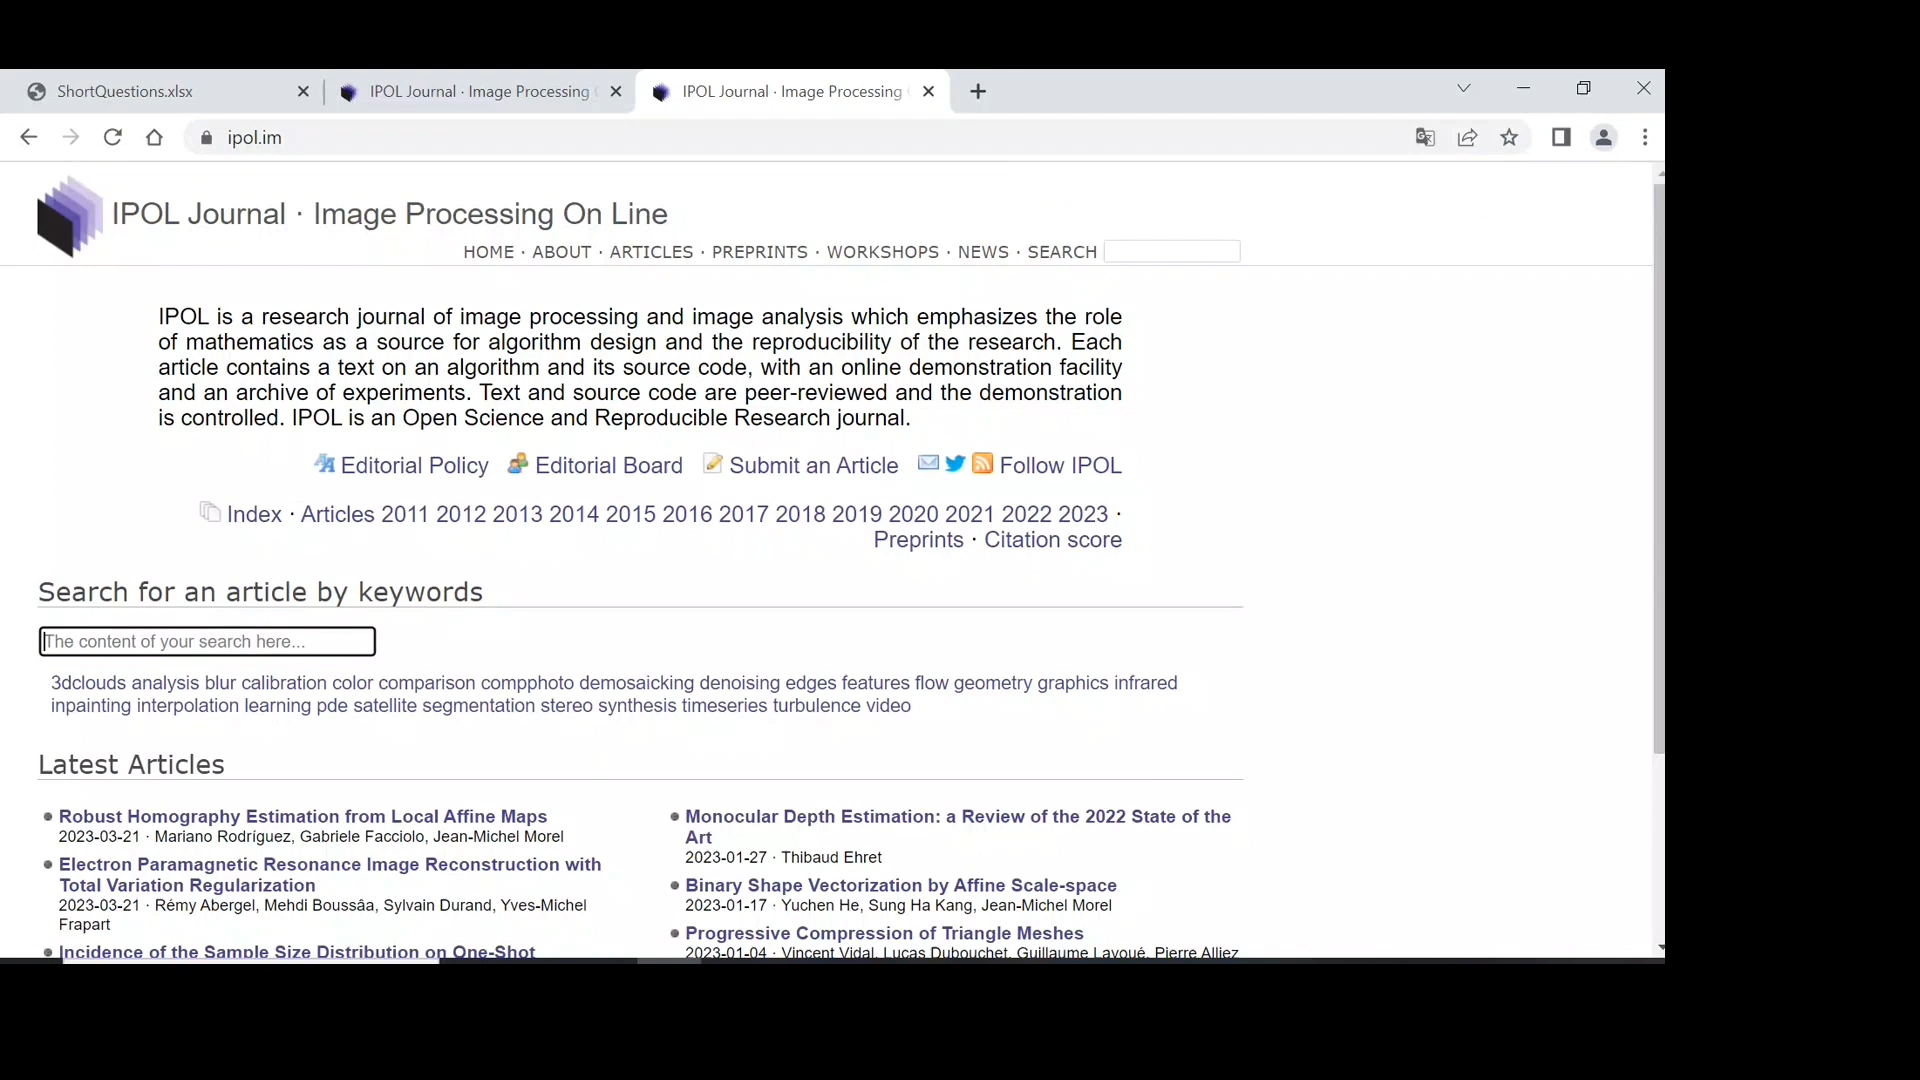 ShortQuestions.xlsx
IPOL Journal · Image Processing
IPOL Journal · Image Processing
ipol.im
IPOL Journal · Image Processing On Line
HOME · ABOUT · ARTICLES · PREPRINTS · WORKSHOPS · NEWS · SEARCH
IPOL is a research journal of image processing and image analysis which emphasizes the role
of mathematics as a source for algorithm design and the reproducibility of the research. Each
article contains a text on an algorithm and its source code, with an online demonstration facility
and an archive of experiments. Text and source code are peer-reviewed and the demonstration
is controlled. IPOL is an Open Science and Reproducible Research journal.
Editorial Policy Editorial Board Submit an Article Follow IPOL
Index · Articles 2011 2012 2013 2014 2015 2016 2017 2018 2019 2020 2021 2022 2023 ·
Preprints · Citation score
Search for an article by keywords
The content of your search here...
3dclouds analysis blur calibration color comparison compphoto demosaicking denoising edges features flow geometry graphics infrared
inpainting interpolation learning pde satellite segmentation stereo synthesis timeseries turbulence video
Latest Articles
Robust Homography Estimation from Local Affine Maps
2023-03-21 · Mariano Rodríguez, Gabriele Facciolo, Jean-Michel Morel
Electron Paramagnetic Resonance Image Reconstruction with
Total Variation Regularization
2023-03-21 · Rémy Abergel, Mehdi Boussâa, Sylvain Durand, Yves-Michel
Frapart
Incidence of the Sample Size Distribution on One-Shot
Monocular Depth Estimation: a Review of the 2022 State of the
Art
2023-01-27 · Thibaud Ehret
Binary Shape Vectorization by Affine Scale-space
2023-01-17 · Yuchen He, Sung Ha Kang, Jean-Michel Morel
Progressive Compression of Triangle Meshes
2023-01-04 · Vincent Vidal, Lucas Dubouchet, Guillaume Lavoué, Pierre Alliez